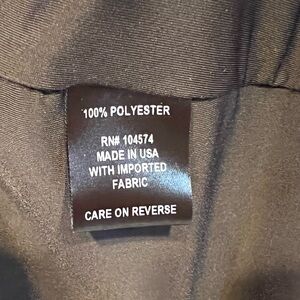 100% POLYESTER
RN# 104574
MADE IN USA
WITH IMPORTED
FABRIC
CARE ON REVERSE